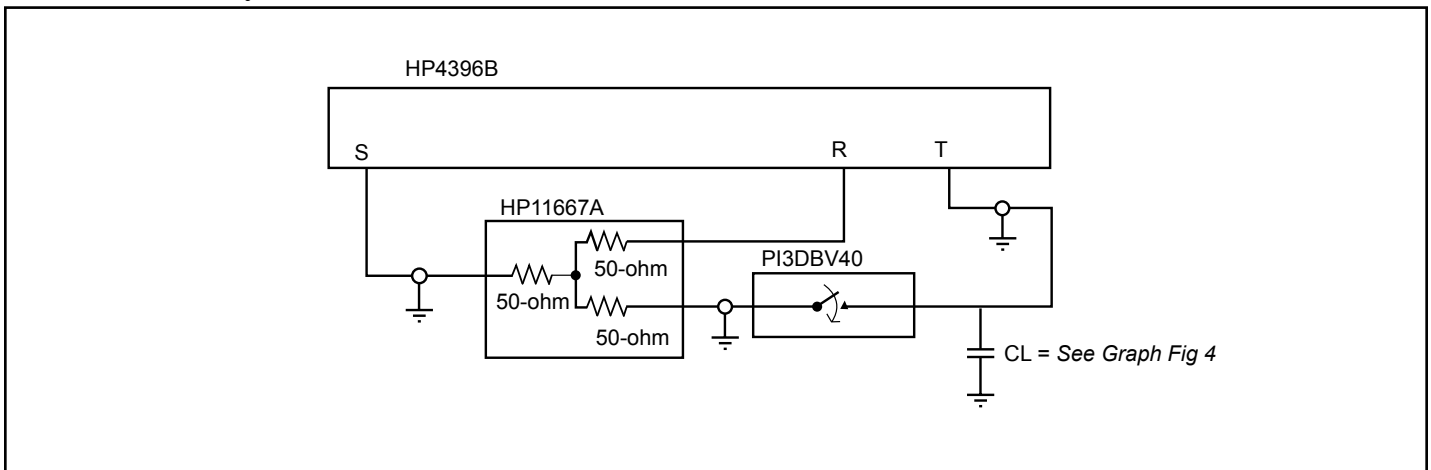 HP4396B
S
R
T
HP11667A
50-ohm
50-ohm
50-ohm
PI3DBV40
CL = See Graph Fig 4